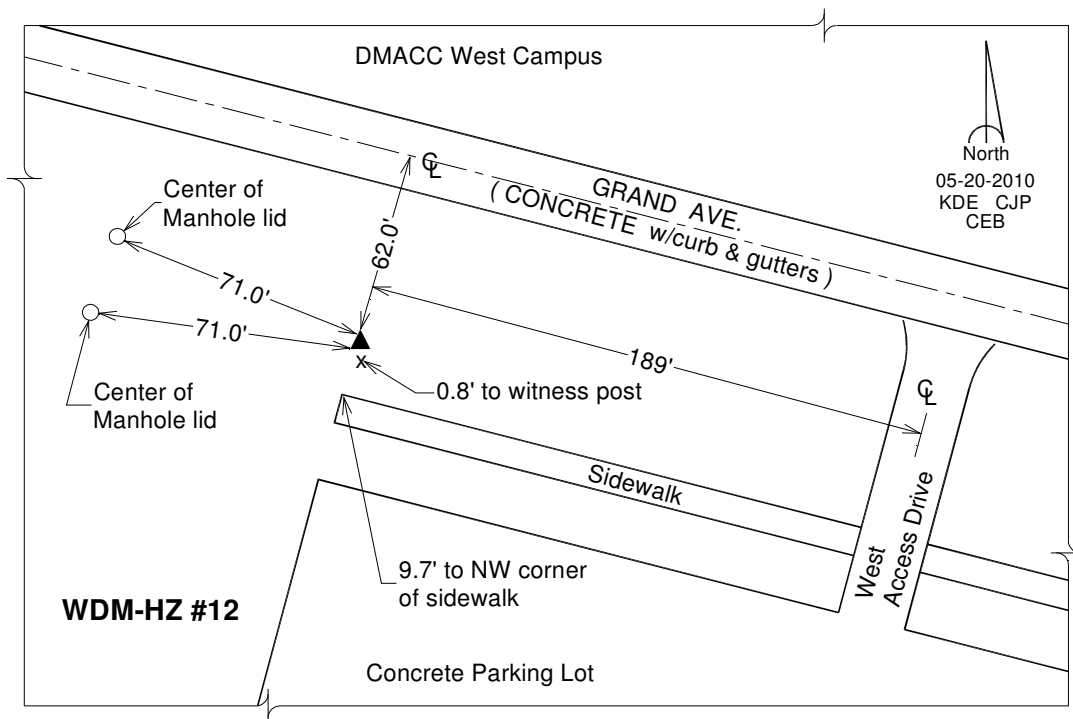 DMACC West Campus
North
05-20-2010
KDE CJP
CEB
℄
GRAND AVE.
( CONCRETE w/curb & gutters )
Center of
Manhole lid
62.0'
71.0'
71.0'
189'
x
0.8' to witness post
Center of
Manhole lid
℄
Sidewalk
West
Access Drive
9.7' to NW corner
of sidewalk
WDM-HZ #12
Concrete Parking Lot